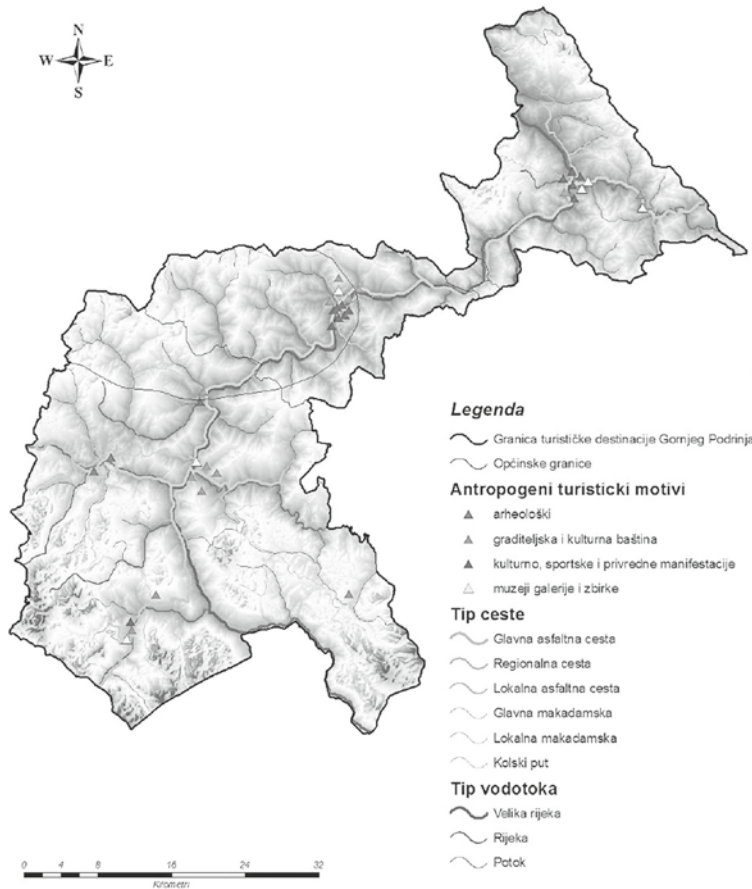 N
W E
S
Legenda
Granica turističke destinacije Gornjeg Podrinja
Općinske granice
Antropogeni turisticki motivi
arheološki
graditeljska i kulturna baština
kulturno, sportske i privredne manifestacije
muzeji galerije i zbirke
Tip ceste
Glavna asfaltna cesta
Regionalna cesta
Lokalna asfaltna cesta
Glavna makadamska
Lokalna makadamska
Kolski put
Tip vodotoka
Velika rijeka
Rijeka
Potok
0 4 8 16 24 32
Kilometri